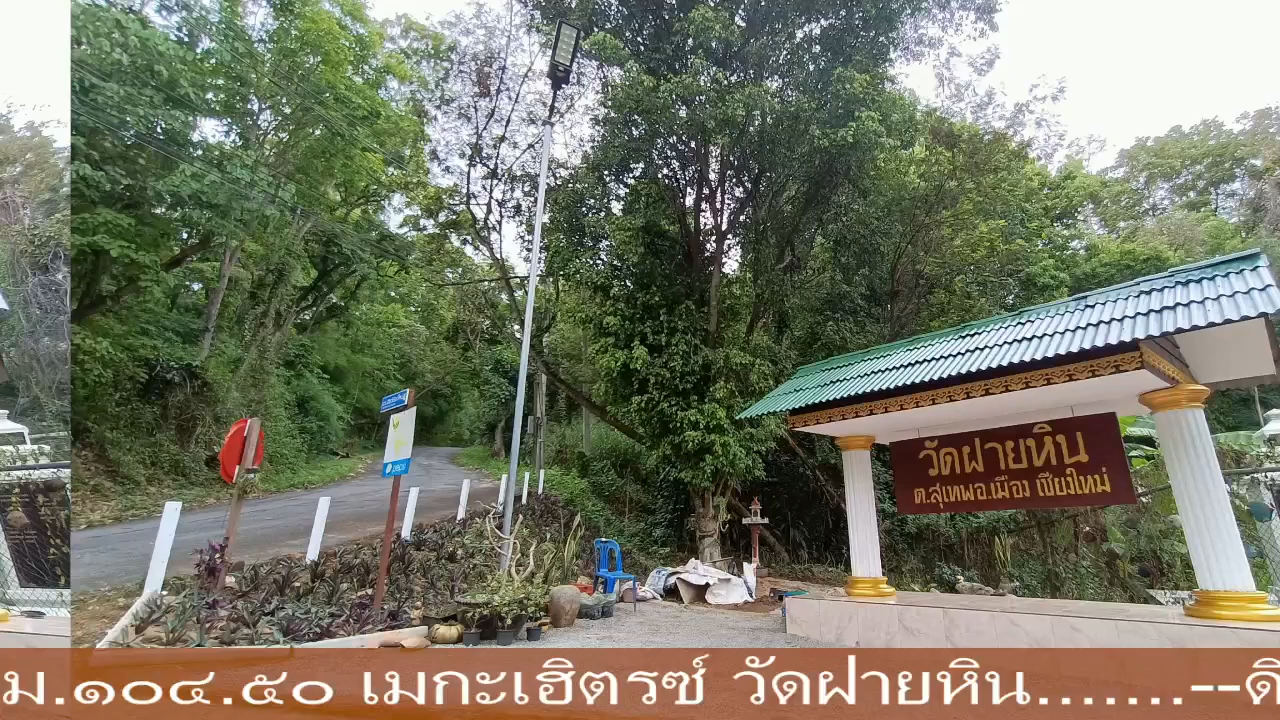 วัดฝายหิน
ต.สุเทพอ.เมือง เชียงใหม่
ม.๑๐๔.๕๐ เมกะเฮิตรซ์ วัดฝายหิน.......--ดิ